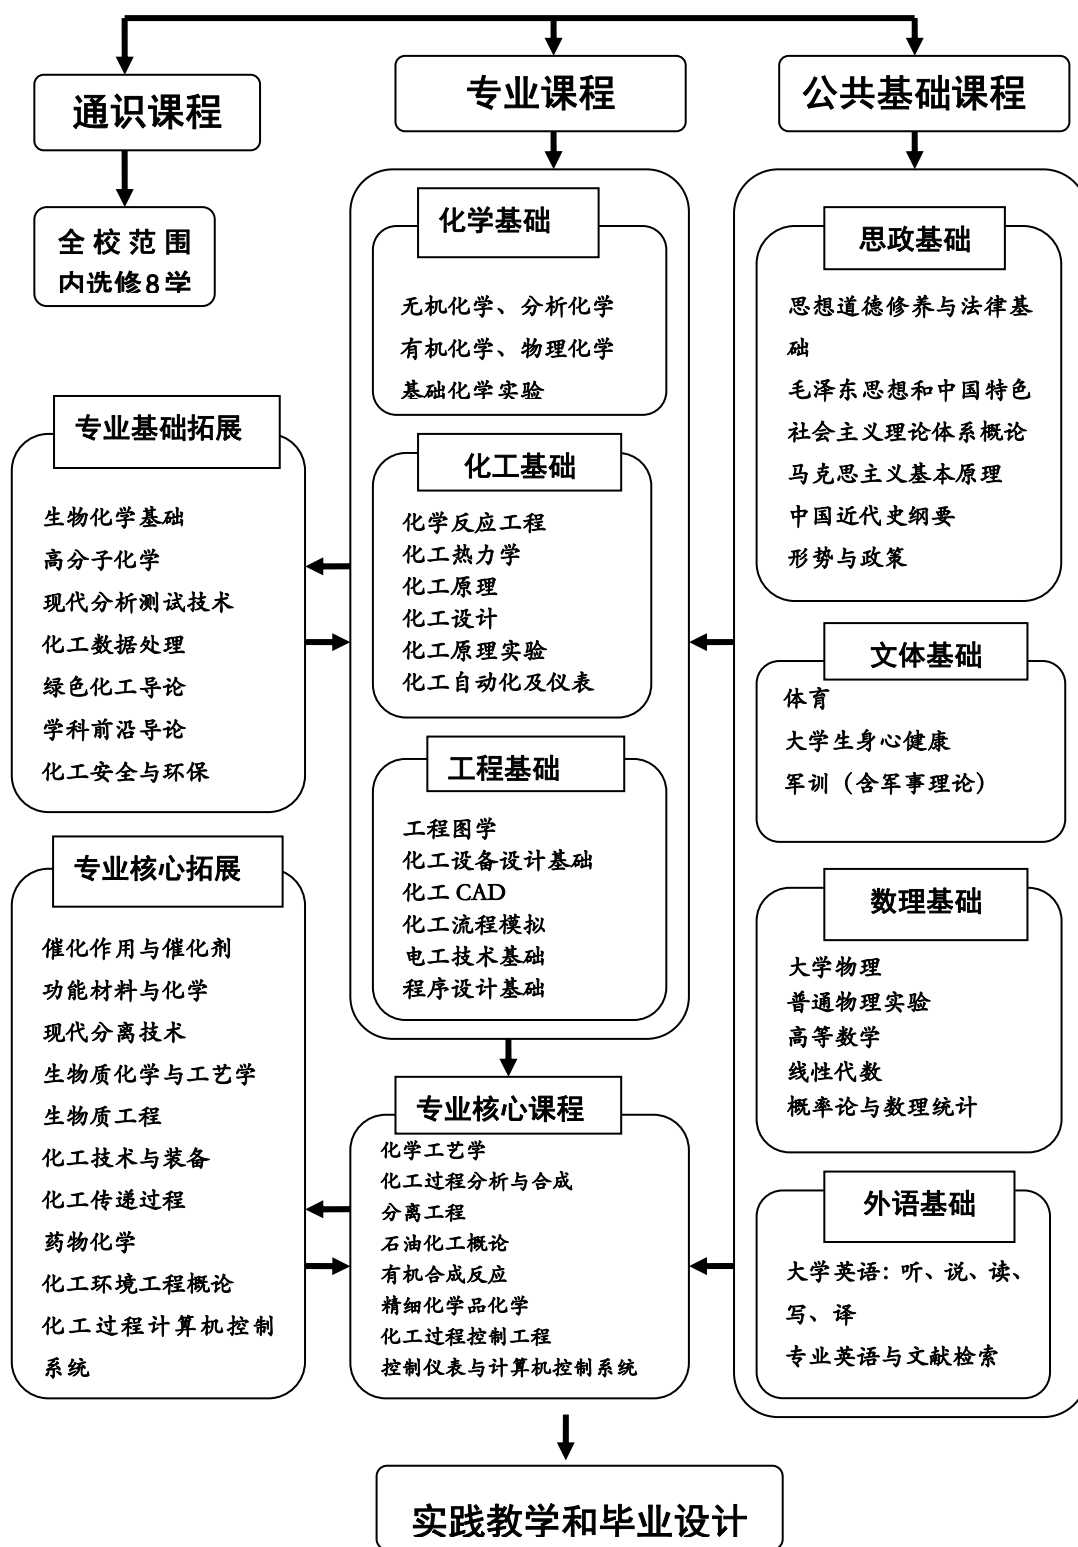 通识课程
专业课程
公共基础课程
全校范围
内选修8学
化学基础
无机化学、分析化学
有机化学、物理化学
基础化学实验
化工基础
化学反应工程
化工热力学
化工原理
化工设计
化工原理实验
化工自动化及仪表
工程基础
工程图学
化工设备设计基础
化工 CAD
化工流程模拟
电工技术基础
程序设计基础
专业基础拓展
生物化学基础
高分子化学
现代分析测试技术
化工数据处理
绿色化工导论
学科前沿导论
化工安全与环保
专业核心拓展
催化作用与催化剂
功能材料与化学
现代分离技术
生物质化学与工艺学
生物质工程
化工技术与装备
化工传递过程
药物化学
化工环境工程概论
化工过程计算机控制
系统
专业核心课程
化学工艺学
化工过程分析与合成
分离工程
石油化工概论
有机合成反应
精细化学品化学
化工过程控制工程
控制仪表与计算机控制系统
思政基础
思想道德修养与法律基
础
毛泽东思想和中国特色
社会主义理论体系概论
马克思主义基本原理
中国近代史纲要
形势与政策
文体基础
体育
大学生身心健康
军训（含军事理论）
数理基础
大学物理
普通物理实验
高等数学
线性代数
概率论与数理统计
外语基础
大学英语：听、说、读、
写、译
专业英语与文献检索
实践教学和毕业设计